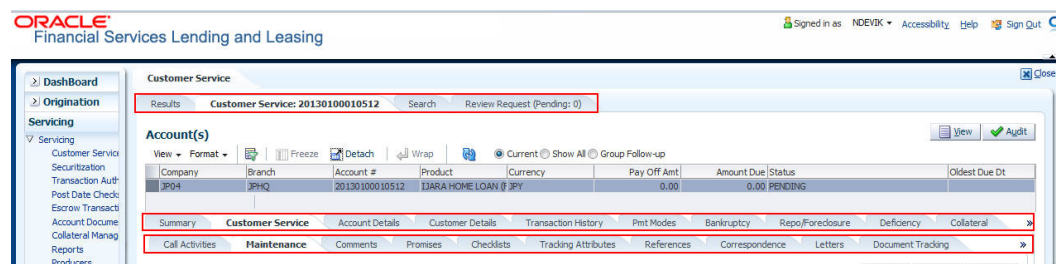 ORACLE
Financial Services Lending and Leasing
Signed in as NDEVIK Accessibility Help Sign Out
Close
DashBoard
Origination
Servicing
Servicing
Customer Service
Securitization
Transaction Auth
Post Date Checks
Escrow Transacti
Account Docume
Collateral Manag
Reports
Producers
Customer Service
Results Customer Service: 20130100010512 Search Review Request (Pending: 0)
Account(s)
View Audit
View Format Freeze Detach Wrap Current Show All Group Follow-up
Company Branch Account # Product Currency Pay Off Amt Amount Due Status Oldest Due Dt
JP04 JPHQ 20130100010512 IJARA HOME LOAN (F JPY 0.00 0.00 PENDING
Summary Customer Service Account Details Customer Details Transaction History Pmt Modes Bankruptcy Repo/Foreclosure Deficiency Collateral »
Call Activities Maintenance Comments Promises Checklists Tracking Attributes References Correspondence Letters Document Tracking »